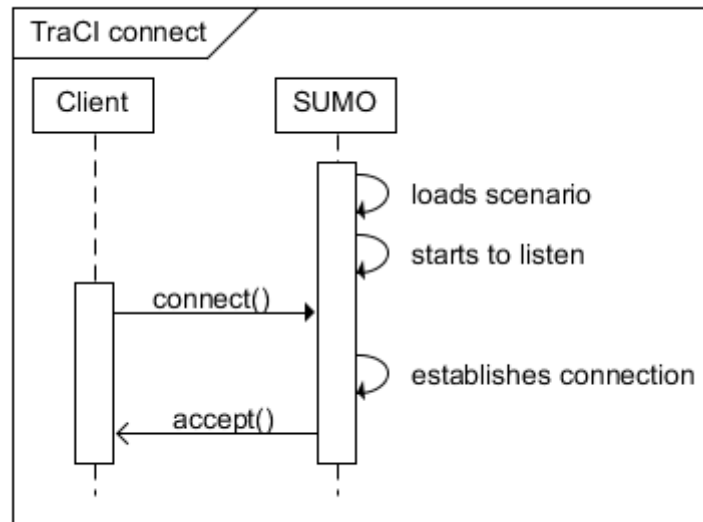 TraCI connect
Client
SUMO
loads scenario
starts to listen
connect()
establishes connection
accept()